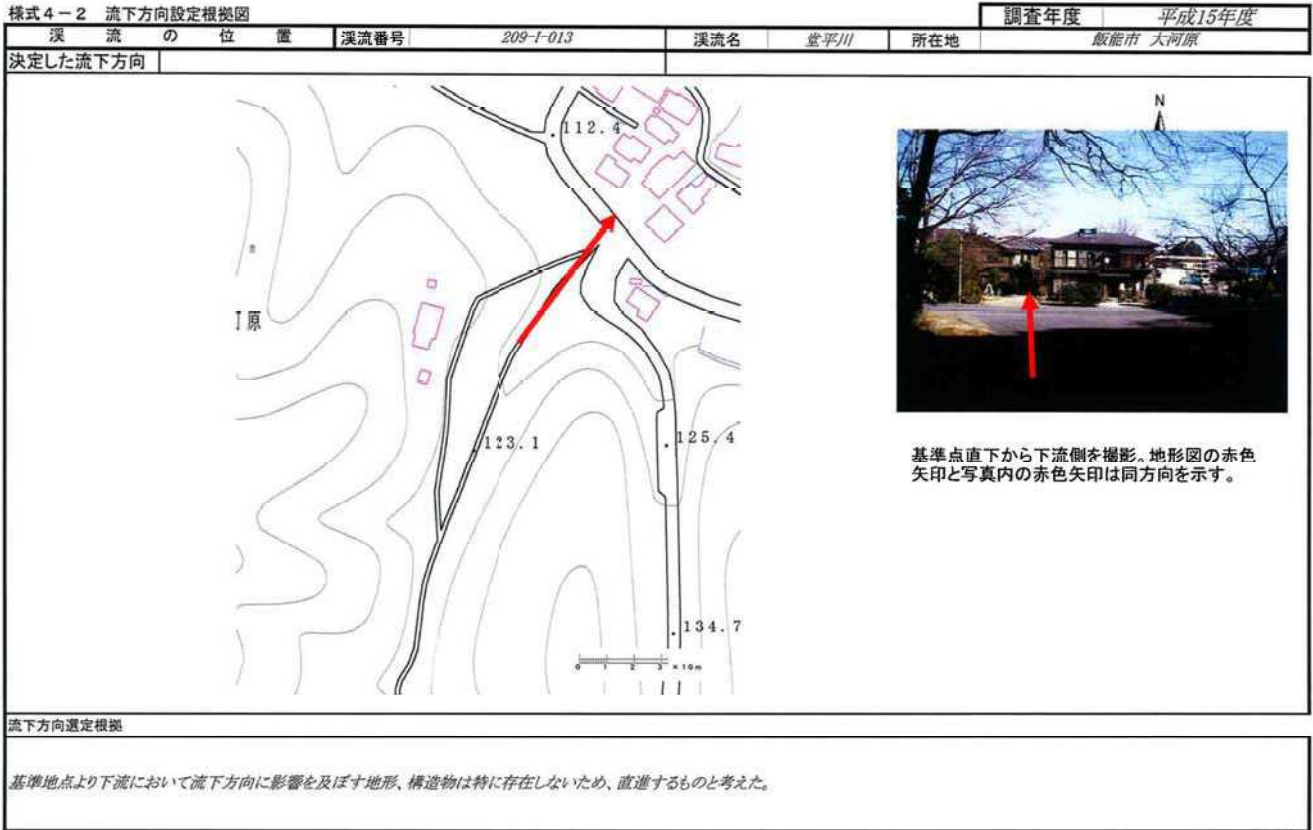 様式4-2 流下方向設定根拠図
調査年度 平成15年度
渓流の位置 渓流番号 209-I-013 渓流名 堂平川 所在地 飯能市 大河原
決定した流下方向
N
112.4
原
123.1
125.4
134.7
0 1 2 3 ×10m
基準点直下から下流側を撮影。地形図の赤色
矢印と写真内の赤色矢印は同方向を示す。
流下方向選定根拠
基準地点より下流において流下方向に影響を及ぼす地形、構造物は特に存在しないため、直進するものと考えた。